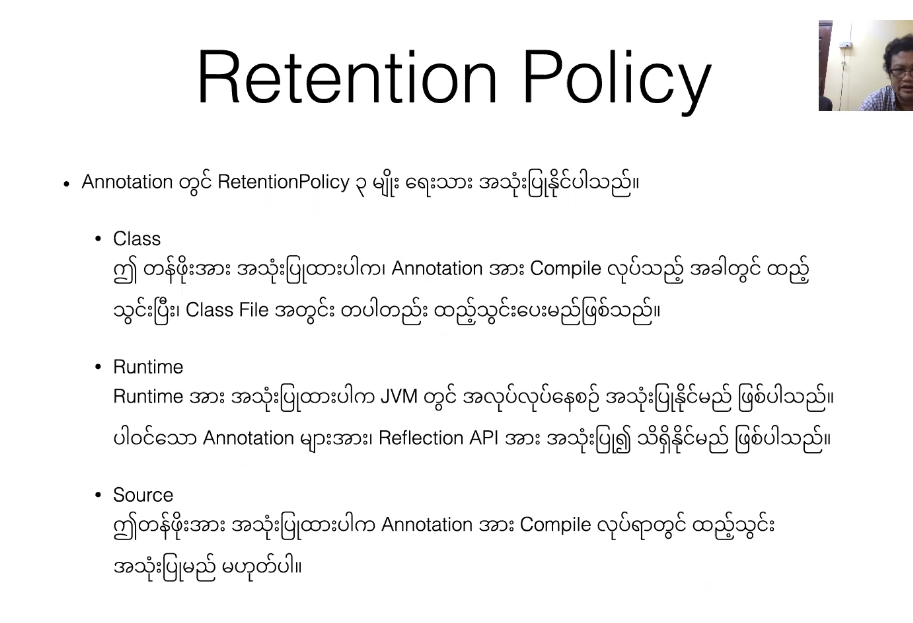 Retention Policy
• Annotation တွင် RetentionPolicy ၃ မျိုး ရေးသား အသုံးပြုနိုင်ပါသည်။
• Class
ဤ တန်ဖိုးအား အသုံးပြုထားပါက၊ Annotation အား Compile လုပ်သည့် အခါတွင် ထည့်
သွင်းပြီး၊ Class File အတွင်း တပါတည်း ထည့်သွင်းပေးမည်ဖြစ်သည်။
• Runtime
Runtime အား အသုံးပြုထားပါက JVM တွင် အလုပ်လုပ်နေစဉ် အသုံးပြုနိုင်မည် ဖြစ်ပါသည်။
ပါဝင်သော Annotation များအား၊ Reflection API အား အသုံးပြု၍ သိရှိနိုင်မည် ဖြစ်ပါသည်။
• Source
ဤတန်ဖိုးအား အသုံးပြုထားပါက Annotation အား Compile လုပ်ရာတွင် ထည့်သွင်း
အသုံးပြုမည် မဟုတ်ပါ။